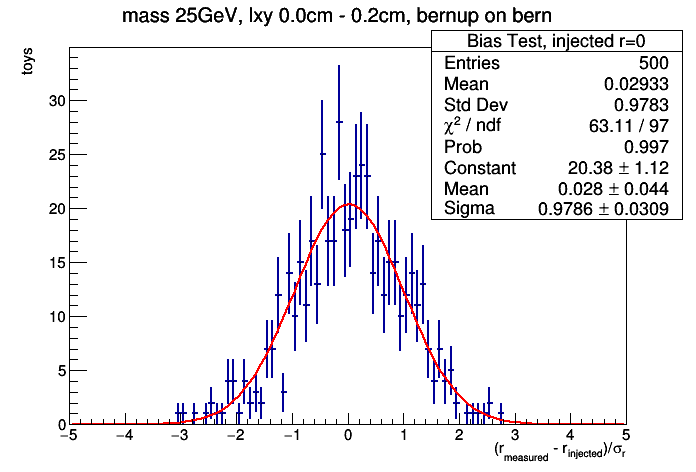 mass 25GeV, lxy 0.0cm - 0.2cm, bernup on bern
toys
Bias Test, injected r=0
Entries 500
Mean 0.02933
Std Dev 0.9783
χ² / ndf 63.11 / 97
Prob 0.997
Constant 20.38 ± 1.12
Mean 0.028 ± 0.044
Sigma 0.9786 ± 0.0309
30
25
20
15
10
5
0
−5 −4 −3 −2 −1 0 1 2 3 4 5
(r_measured - r_injected)/σ_r